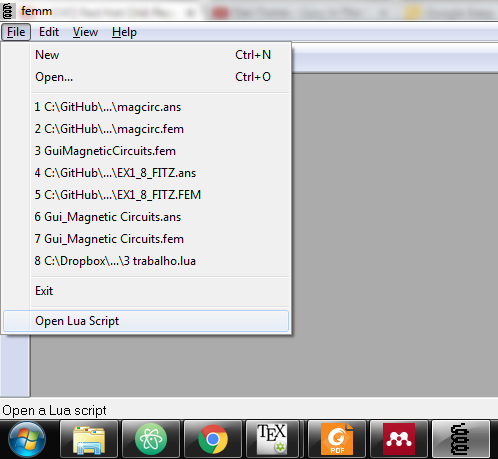 femm
File Edit View Help
New Ctrl+N
Open... Ctrl+O
1 C:\GitHub\...\magcirc.ans
2 C:\GitHub\...\magcirc.fem
3 GuiMagneticCircuits.fem
4 C:\GitHub\...\EX1_8_FITZ.ans
5 C:\GitHub\...\EX1_8_FITZ.FEM
6 Gui_Magnetic Circuits.ans
7 Gui_Magnetic Circuits.fem
8 C:\Dropbox\...\3 trabalho.lua
Exit
Open Lua Script
Open a Lua script
TEX
PDF